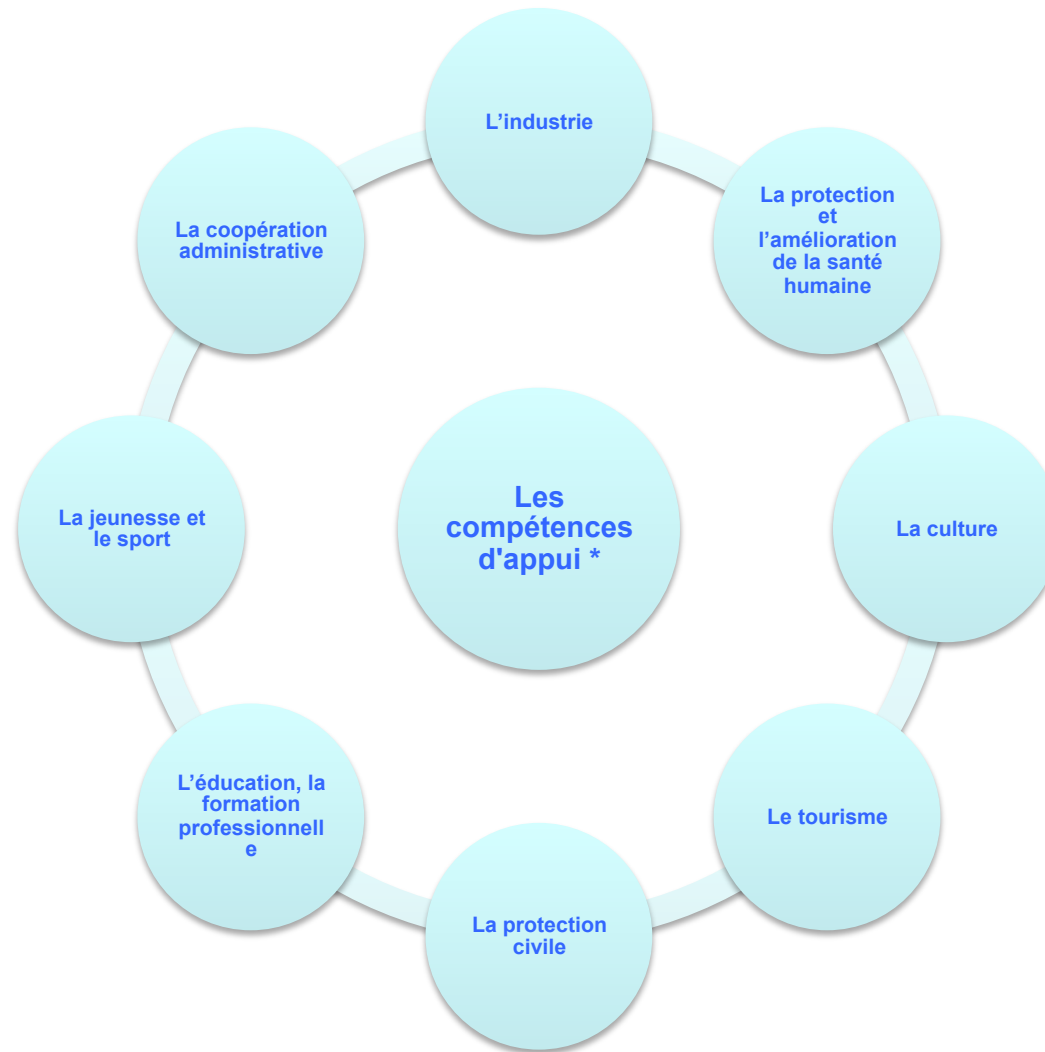 L’industrie
La protection
et
l’amélioration
de la santé
humaine
La culture
Le tourisme
La protection
civile
L’éducation, la
formation
professionnell
e
La jeunesse et
le sport
La coopération
administrative
Les
compétences
d'appui *